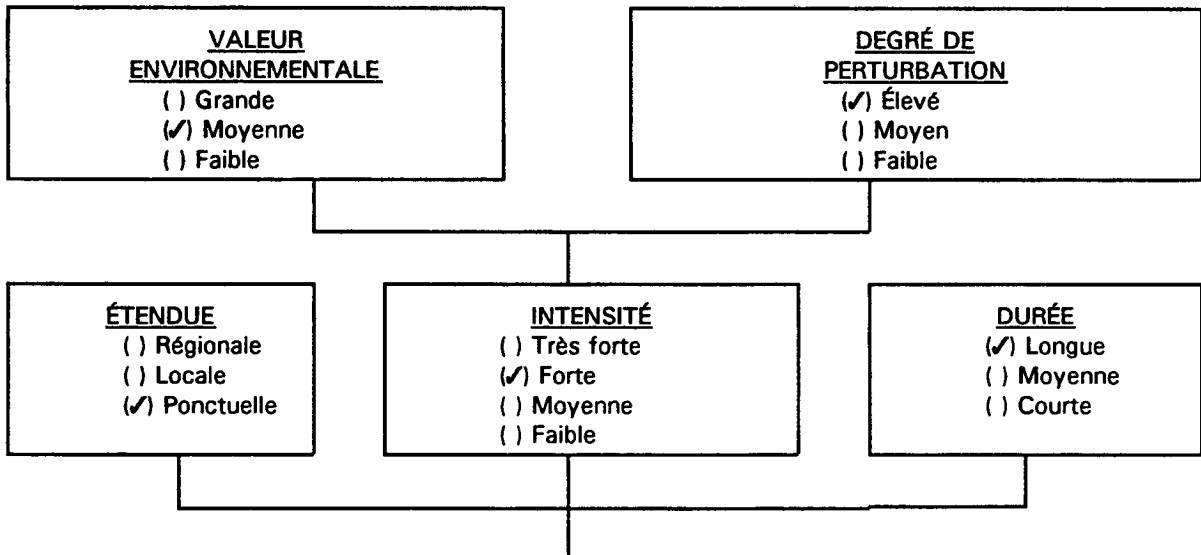 VALEUR
ENVIRONNEMENTALE
( ) Grande
(✓) Moyenne
( ) Faible
DEGRÉ DE
PERTURBATION
(✓) Élevé
( ) Moyen
( ) Faible
ÉTENDUE
( ) Régionale
( ) Locale
(✓) Ponctuelle
INTENSITÉ
( ) Très forte
(✓) Forte
( ) Moyenne
( ) Faible
DURÉE
(✓) Longue
( ) Moyenne
( ) Courte